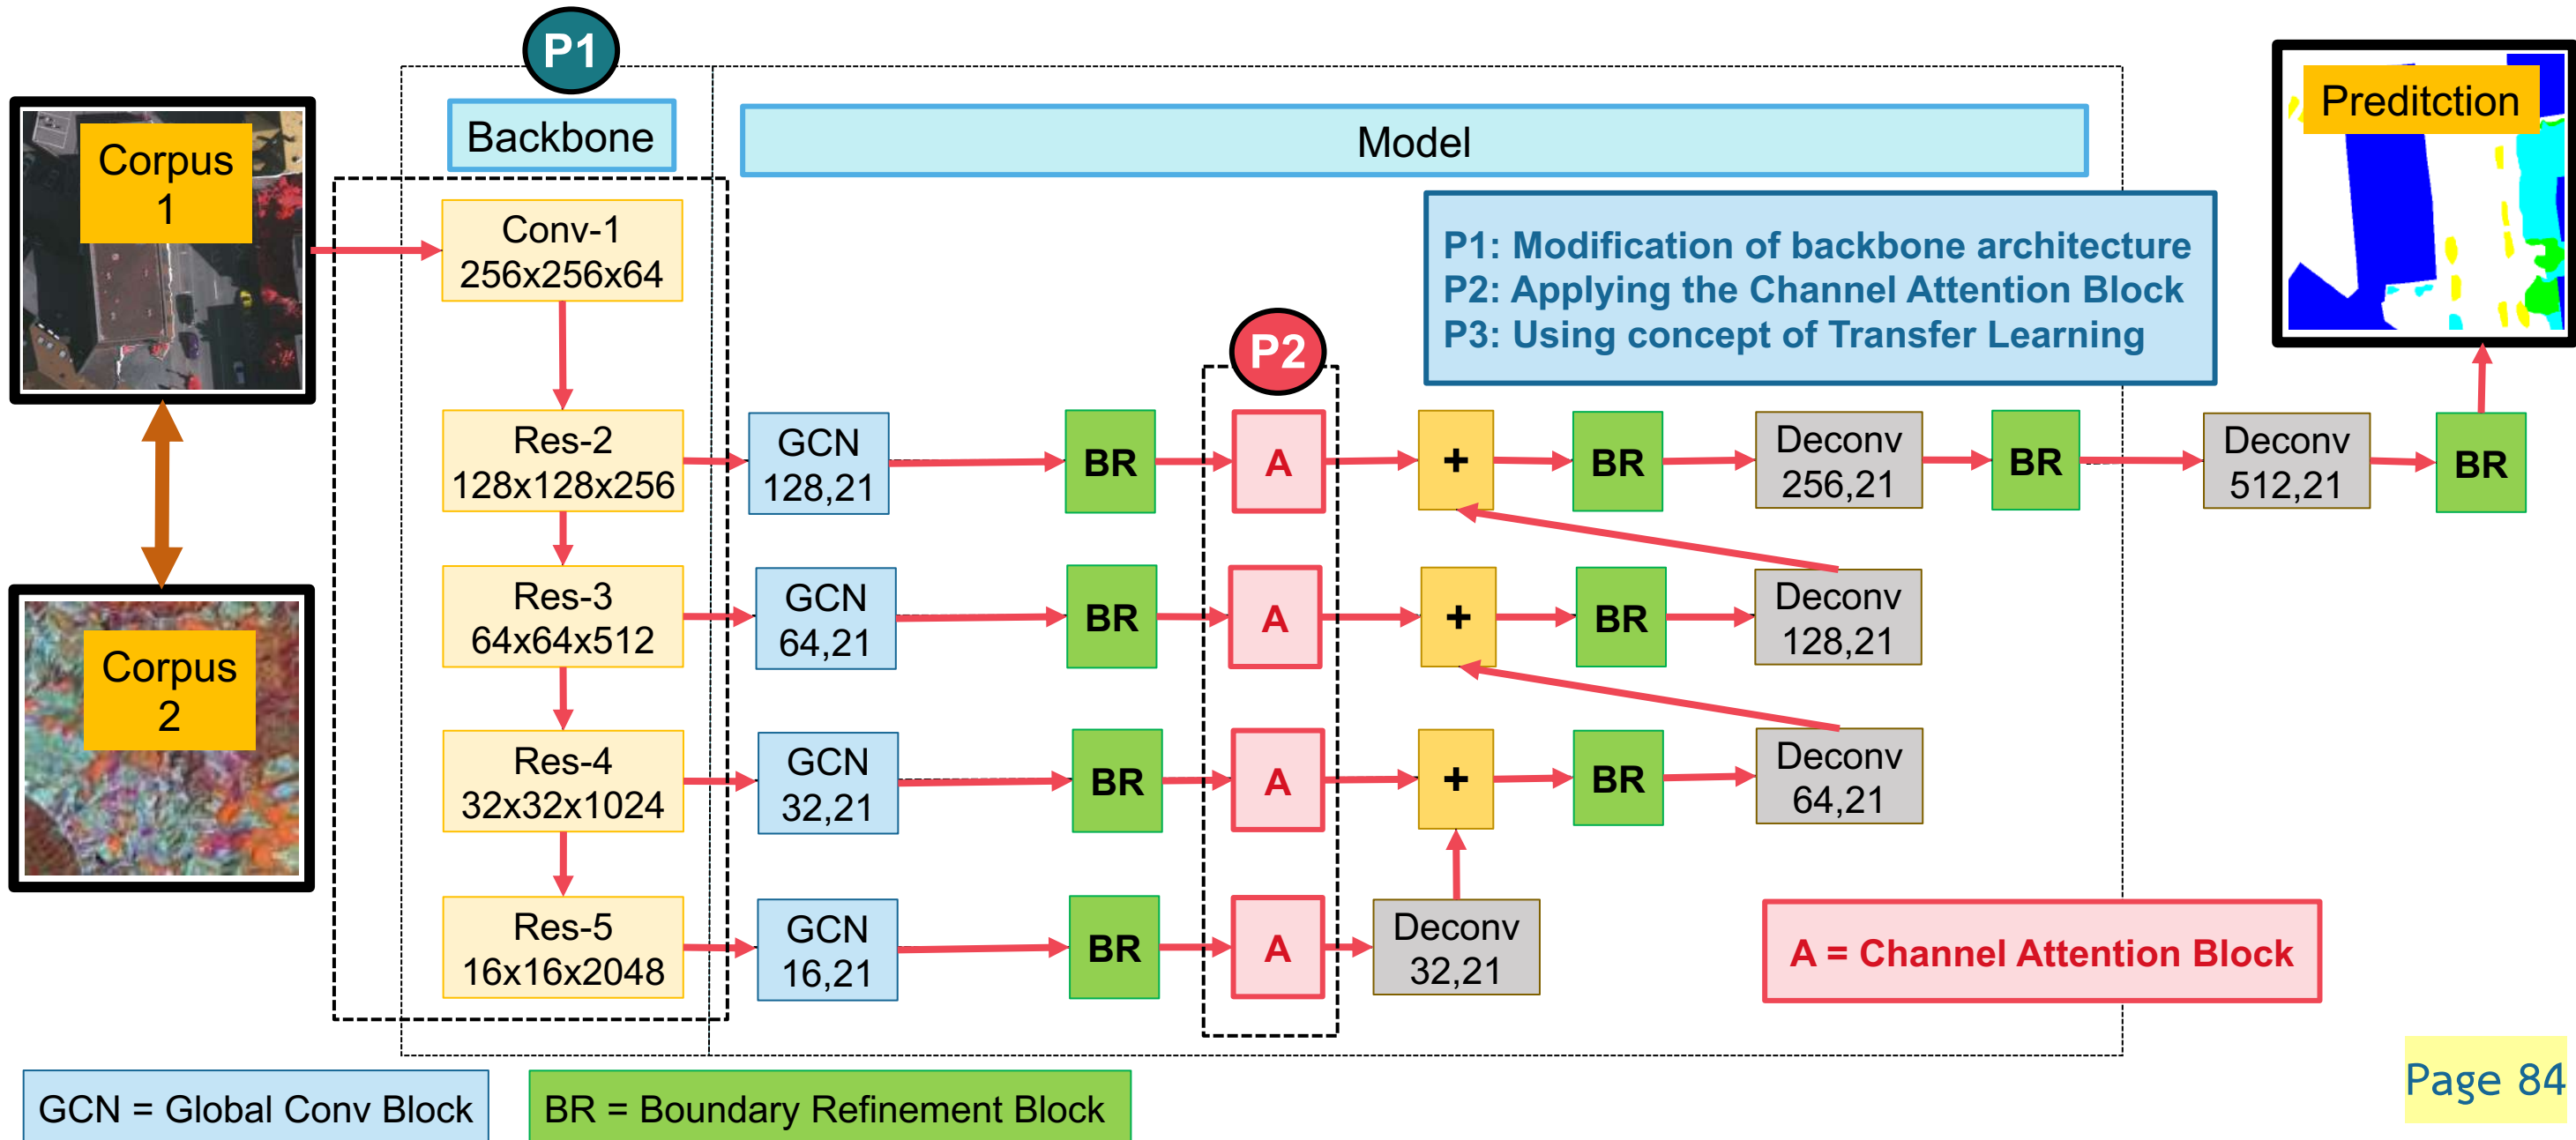 P1
Backbone
Model
Preditction
Corpus
1
Conv-1
256x256x64
P1: Modification of backbone architecture
P2: Applying the Channel Attention Block
P3: Using concept of Transfer Learning
P2
Res-2
128x128x256
GCN
128,21
BR
A
+
BR
Deconv
256,21
BR
Deconv
512,21
BR
Res-3
64x64x512
GCN
64,21
BR
A
+
BR
Deconv
128,21
Corpus
2
Res-4
32x32x1024
GCN
32,21
BR
A
+
BR
Deconv
64,21
Res-5
16x16x2048
GCN
16,21
BR
A
Deconv
32,21
A = Channel Attention Block
GCN = Global Conv Block
BR = Boundary Refinement Block
Page 84